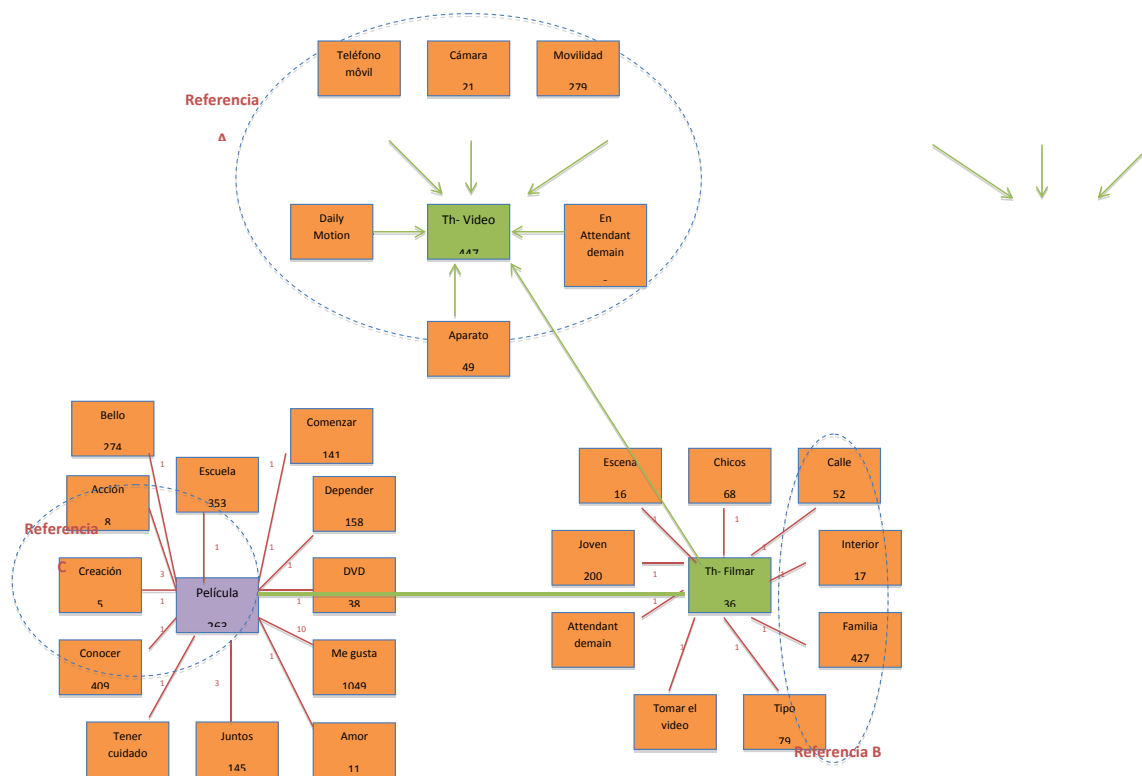 Teléfono
môvil
Cámara
21
Movilidad
279
Referencia
A
Daily
Motion
Th- Video
447
En
Attendant
demain
-
Aparato
49
Bello
274
Comenzar
141
1
1
Escuela
353
Acción
8
Depender
158
Referencia
C
1
1
1
Creación
5
3
Película
263
DVD
38
1
1
10
1
Conocer
409
1
Me gusta
1049
1
3
Tener
cuidado
Juntos
145
Amor
11
Escena
16
Chicos
68
Calle
52
1
1
1
Joven
200
1
Th- Filmar
36
1
Interior
17
Attendant
demain
1
1
1
1
Familia
427
Tomar el
video
Tipo
79
Referencia B